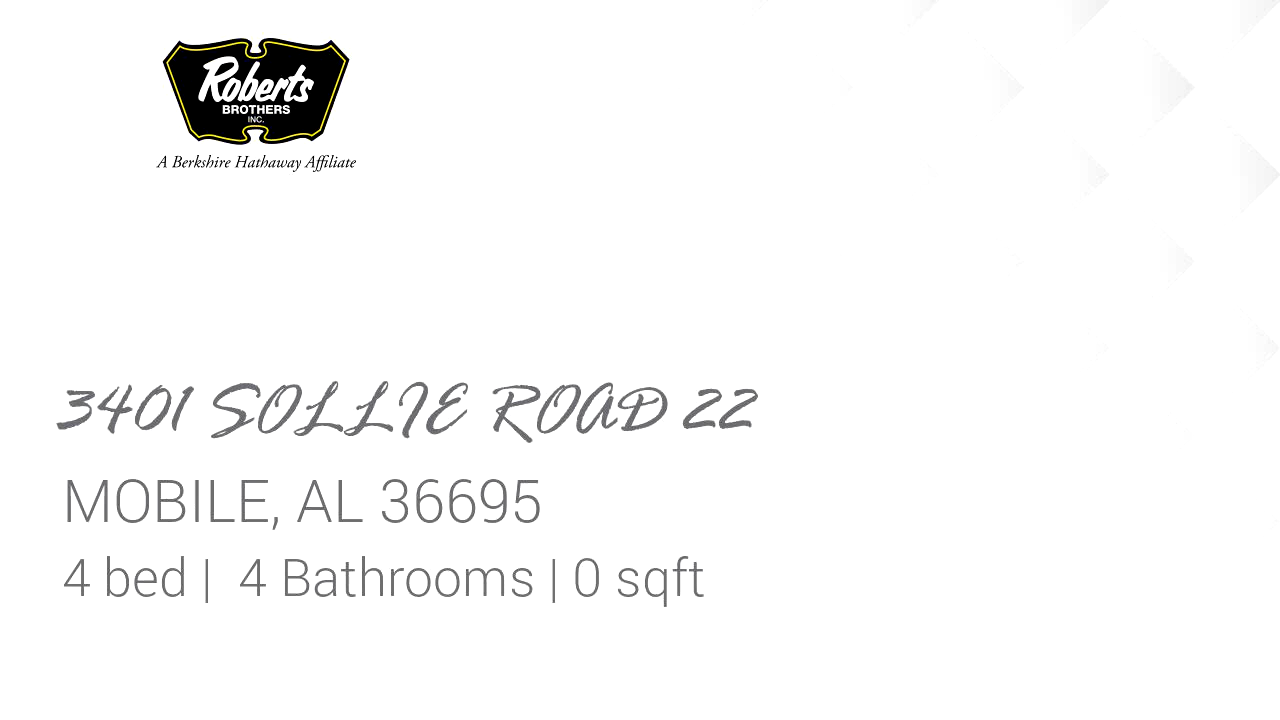 Roberts
BROTHERS
INC.
A Berkshire Hathaway Affiliate
3401 SOLLIE ROAD 22
MOBILE, AL 36695
4 bed | 4 Bathrooms | 0 sqft